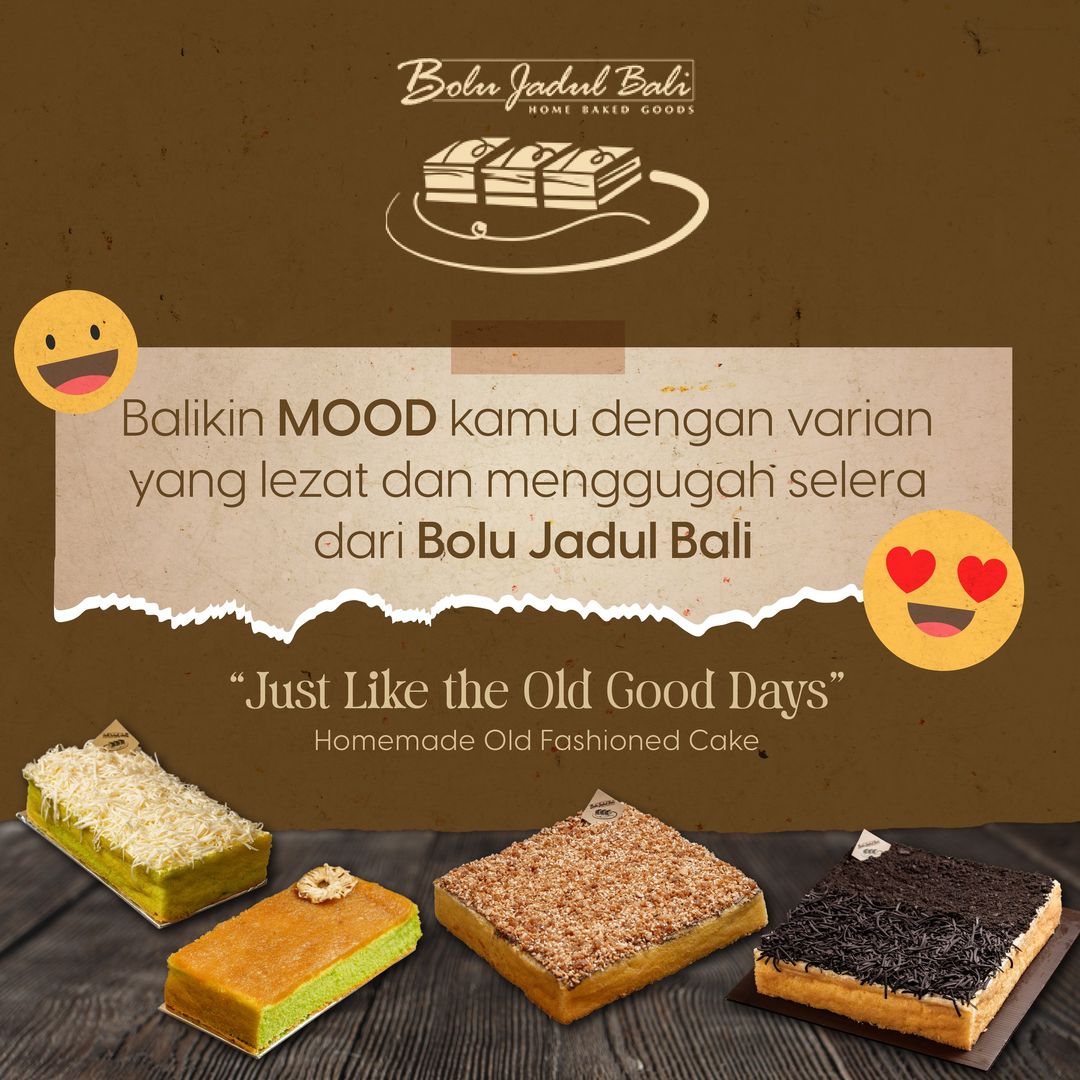 Bolu Jadul Bali
HOME BAKED GOODS
Balikin MOOD kamu dengan varian
yang lezat dan menggugah selera
dari Bolu Jadul Bali
“Just Like the Old Good Days”
Homemade Old Fashioned Cake